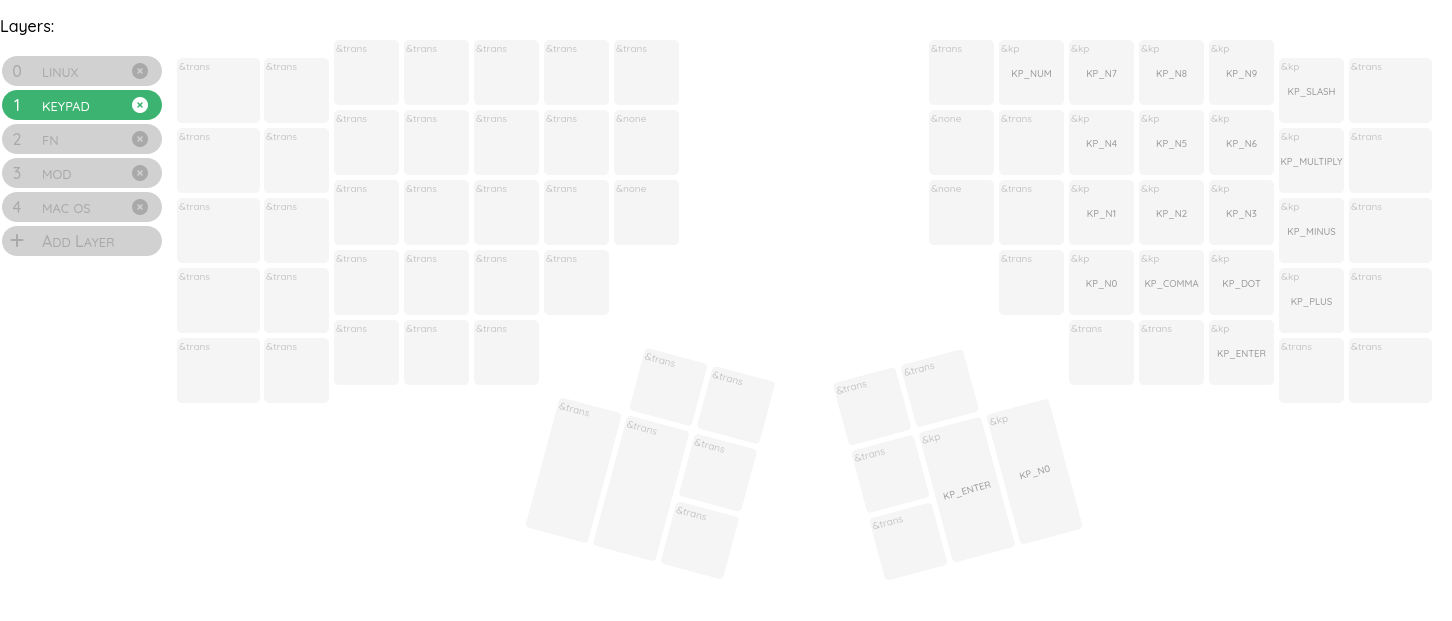 Layers:
0 LINUX
1 KEYPAD
2 FN
3 MOD
4 MAC OS
+ ADD LAYER
&trans &trans &trans &trans &trans &trans &kp &kp &kp &kp
KP_NUM KP_N7 KP_N8 KP_N9
&trans &trans &kp &trans
KP_SLASH
&trans &trans &trans &trans &none &none &trans &kp &kp &kp
KP_N4 KP_N5 KP_N6
&trans &trans &kp &trans
KP_MULTIPLY
&trans &trans &trans &trans &none &none &trans &kp &kp &kp
KP_N1 KP_N2 KP_N3
&trans &trans &kp &trans
KP_MINUS
&trans &trans &trans &trans &trans &kp &kp &kp
KP_N0 KP_COMMA KP_DOT
&trans &trans &kp &trans
KP_PLUS
&trans &trans &trans &trans &trans &kp
KP_ENTER
&trans &trans &trans &trans
&trans &trans &trans &trans
&trans &trans &trans &trans &kp &kp
KP_ENTER KP_N0
&trans &trans